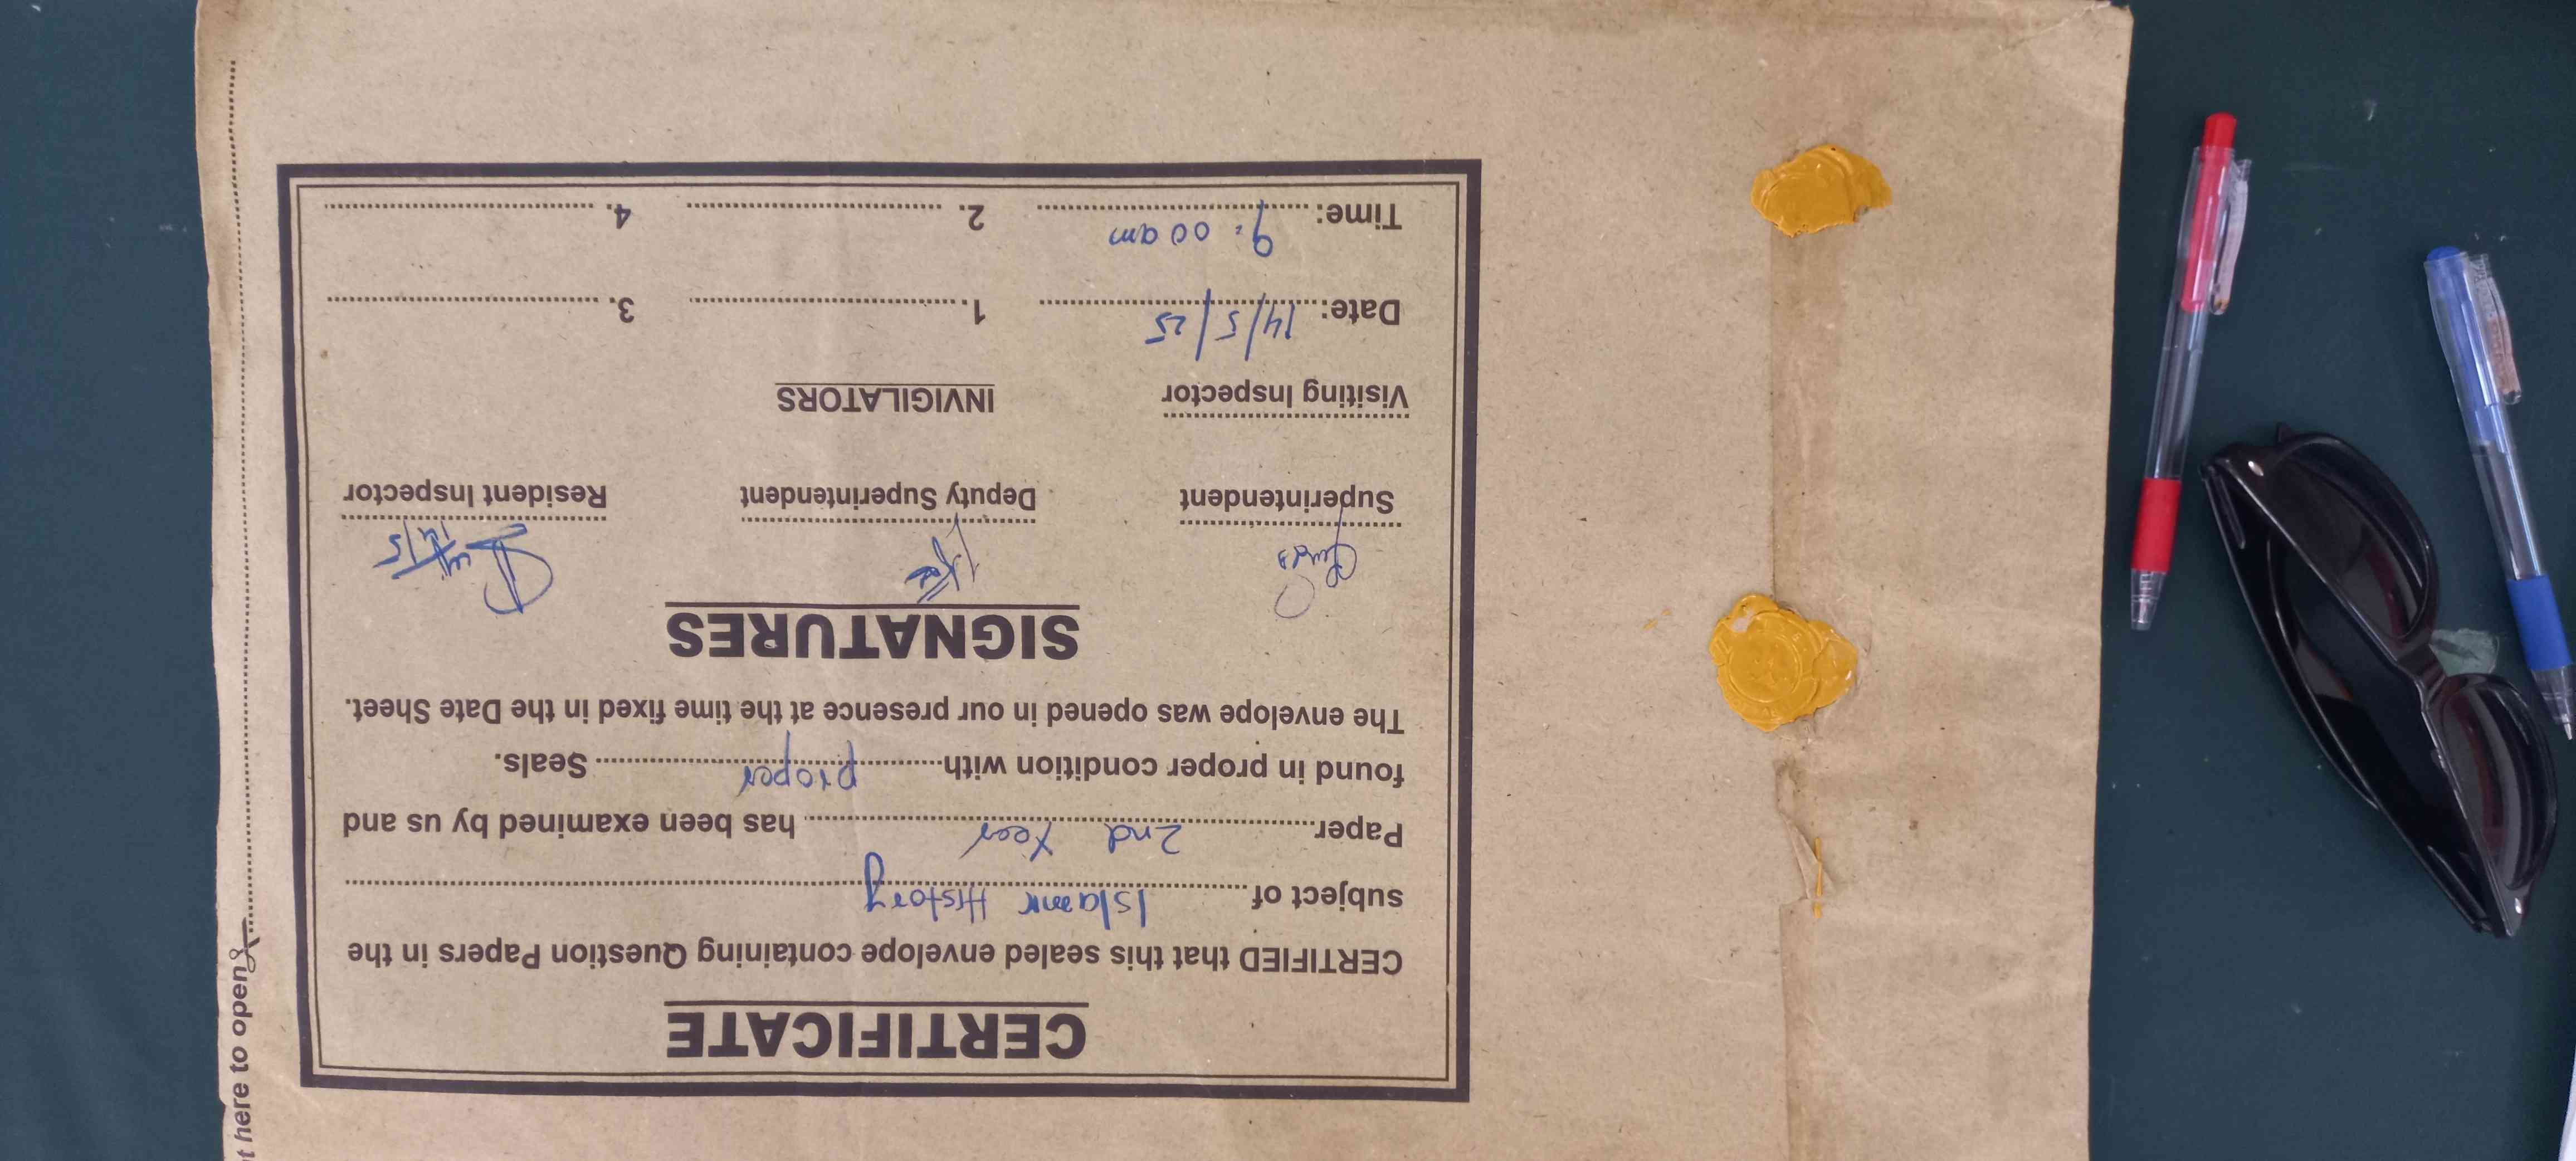 CERTIFICATE
CERTIFIED that this sealed envelope containing Question Papers in the
subject of Islamic History
Paper 2nd Year has been examined by us and
found in proper condition with proper Seals.
The envelope was opened in our presence at the time fixed in the Date Sheet.
SIGNATURES
14/5
Superintendent Deputy Superintendent Resident Inspector
Visiting Inspector INVIGILATORS
Date: 14/5/25 1. 3.
Time: 9:00 am 2. 4.
here to open